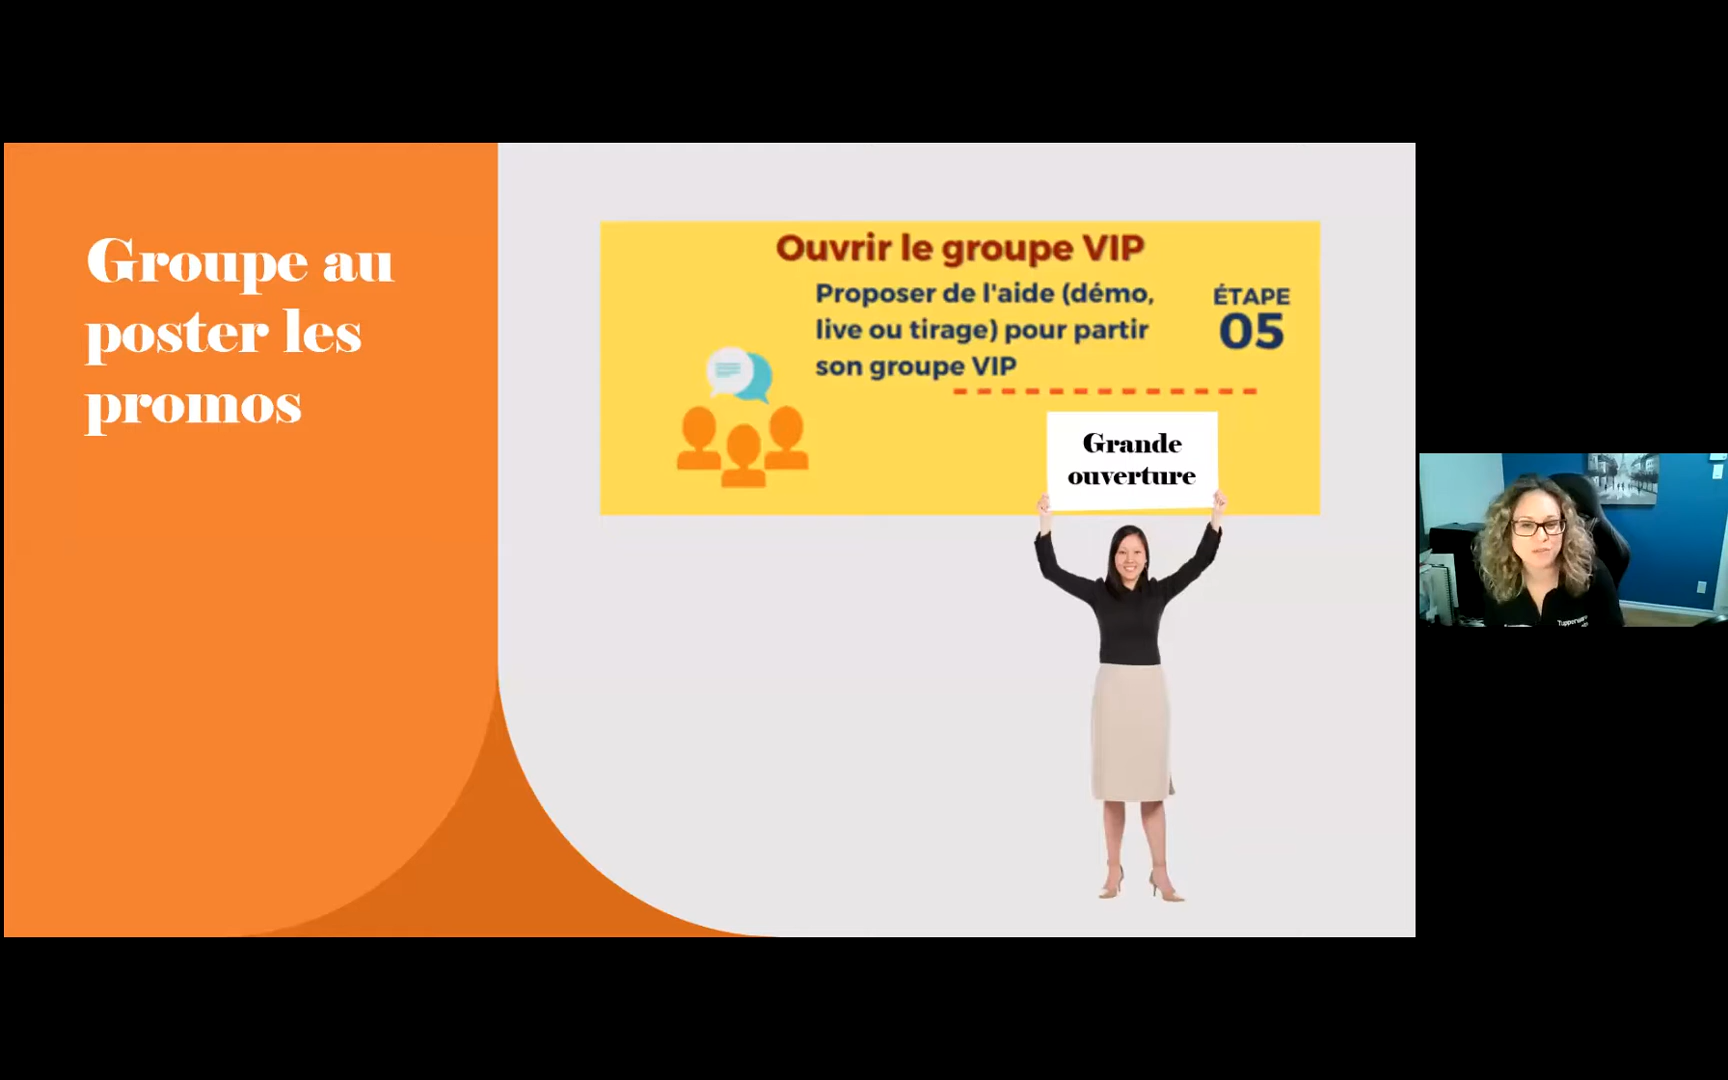 Groupe au
poster les
promos
Ouvrir le groupe VIP
Proposer de l'aide (démo,
live ou tirage) pour partir
son groupe VIP
ÉTAPE
05
Grande
ouverture